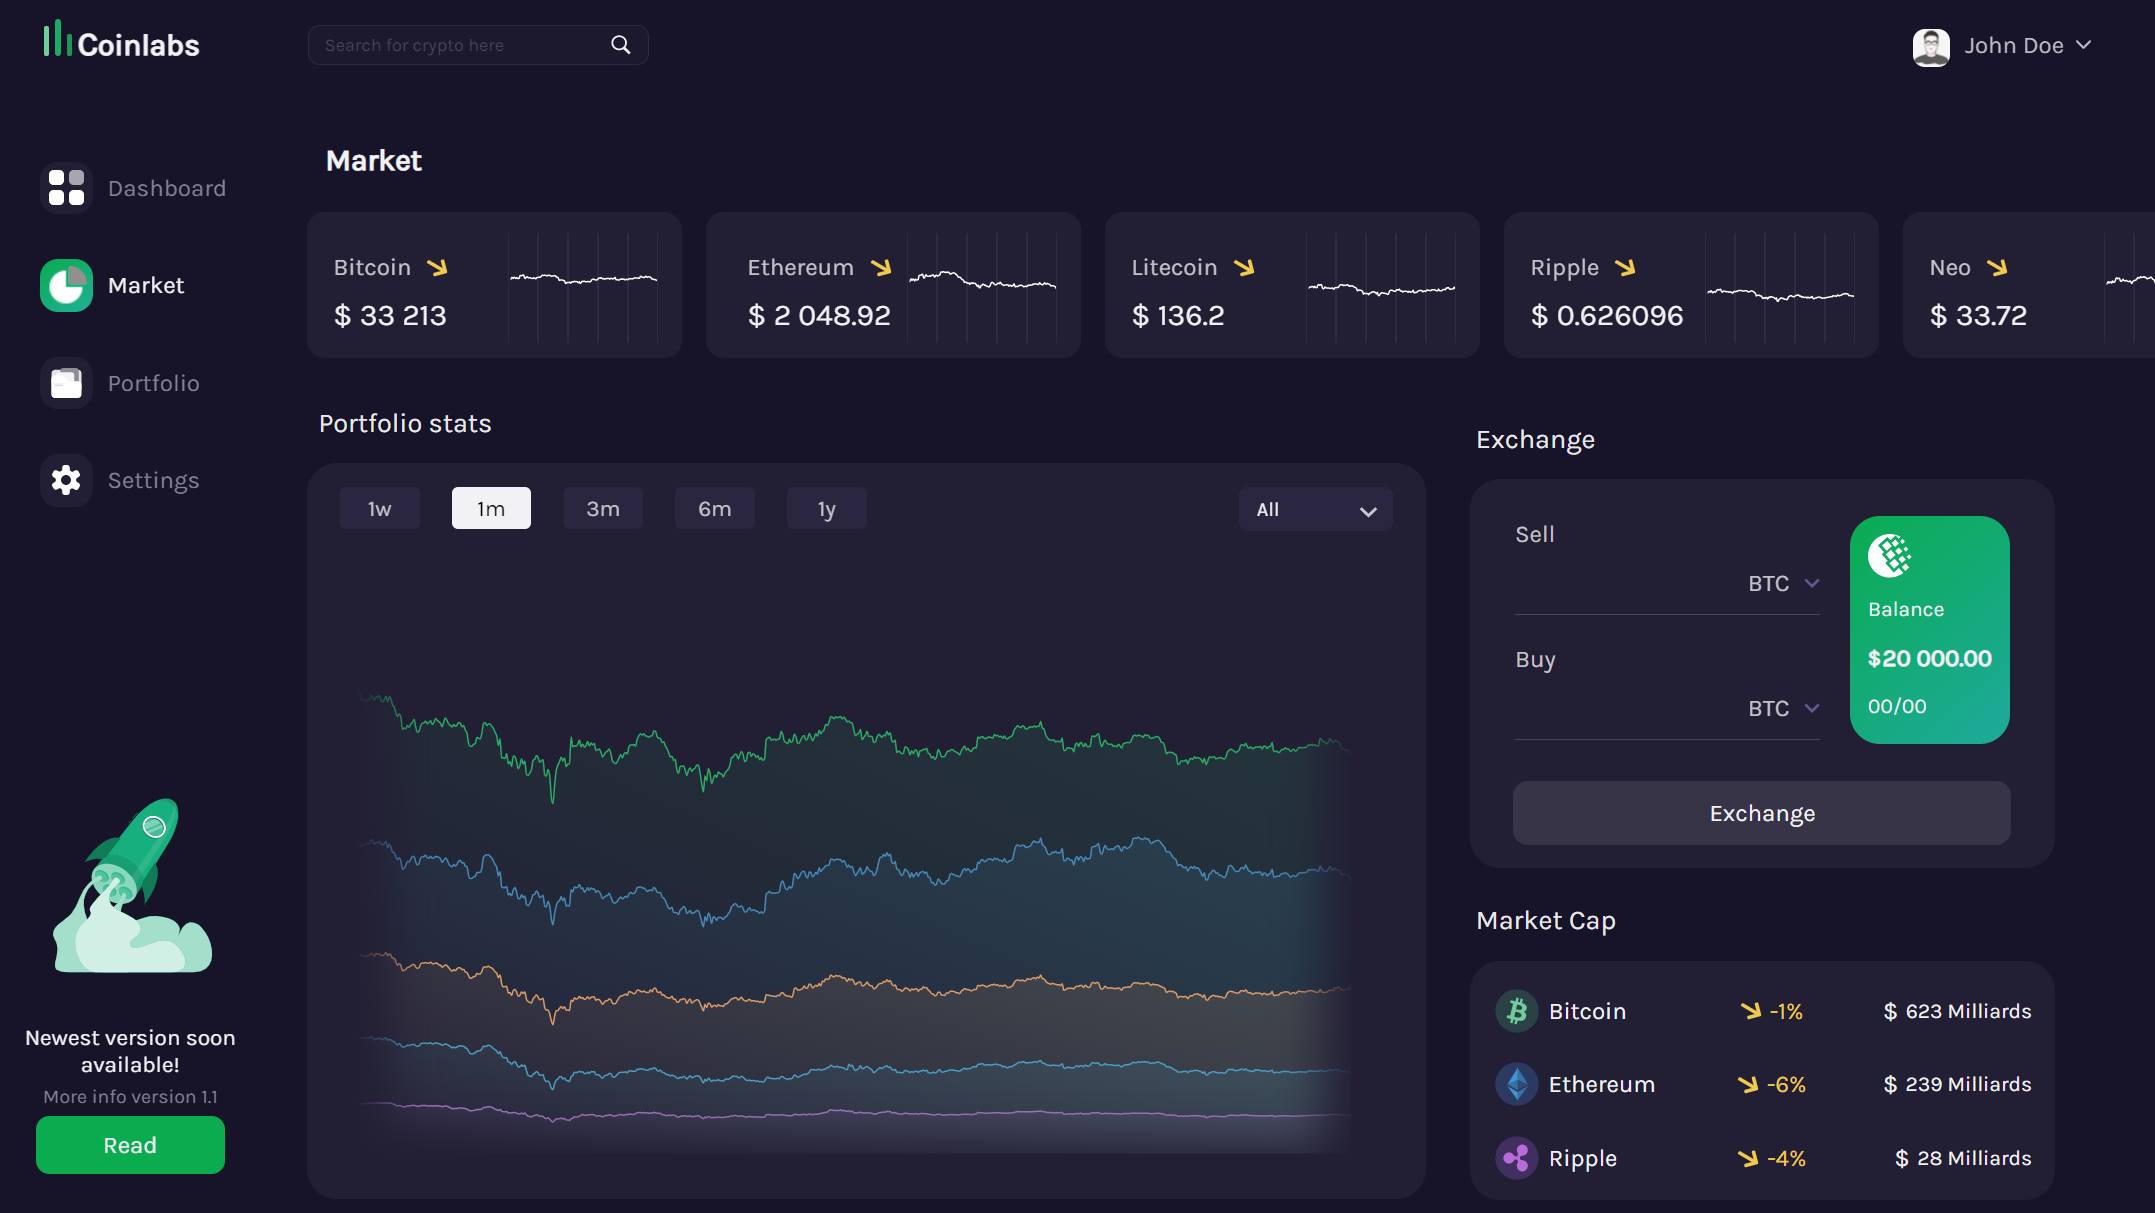 Coinlabs
Search for crypto here
John Doe
Dashboard
Market
Portfolio
Settings
Newest version soon
available!
More info version 1.1
Read
Market
Bitcoin
$ 33 213
Ethereum
$ 2 048.92
Litecoin
$ 136.2
Ripple
$ 0.626096
Neo
$ 33.72
Portfolio stats
1w
1m
3m
6m
1y
All
Exchange
Sell
BTC
Buy
BTC
Balance
$20 000.00
00/00
Exchange
Market Cap
Bitcoin -1% $ 623 Milliards
Ethereum -6% $ 239 Milliards
Ripple -4% $ 28 Milliards